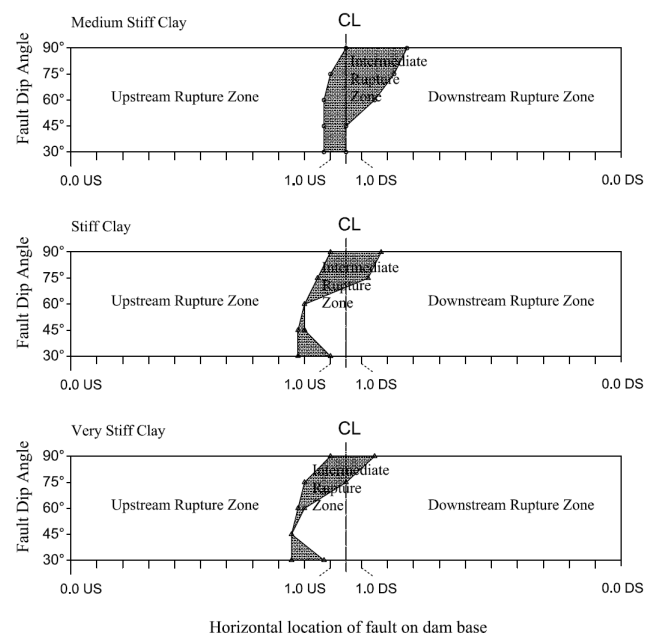 Medium Stiff Clay
CL
Fault Dip Angle
90°
75°
60°
45°
30°
Upstream Rupture Zone
Intermediate
Rupture
Zone
Downstream Rupture Zone
0.0 US
1.0 US
1.0 DS
0.0 DS
Stiff Clay
CL
Fault Dip Angle
90°
75°
60°
45°
30°
Upstream Rupture Zone
Intermediate
Rupture
Zone
Downstream Rupture Zone
0.0 US
1.0 US
1.0 DS
0.0 DS
Very Stiff Clay
CL
Fault Dip Angle
90°
75°
60°
45°
30°
Upstream Rupture Zone
Intermediate
Rupture
Zone
Downstream Rupture Zone
0.0 US
1.0 US
1.0 DS
0.0 DS
Horizontal location of fault on dam base